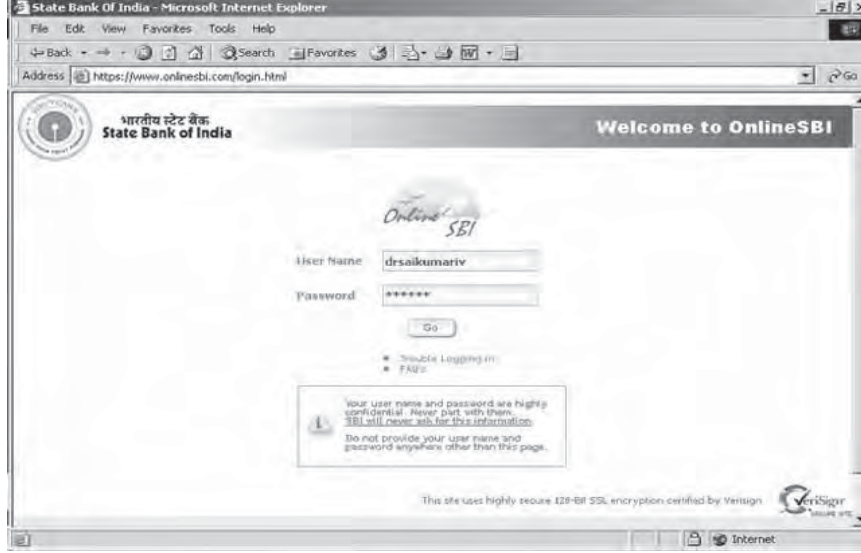 State Bank Of India - Microsoft Internet Explorer
File Edit View Favorites Tools Help
Back Search Favorites
Address https://www.onlinesbi.com/login.html Go
भारतीय स्टेट बैंक
State Bank of India
Welcome to OnlineSBI
Online SBI
User Name drsaikumariv
Password ******
Go
Trouble Logging in
FAQs
Your user name and password are highly
confidential. Never part with them.
SBI will never ask for this information.
Do not provide your user name and
password anywhere other than this page.
This site uses highly secure 128-Bit SSL encryption certified by Verisign
VeriSign
Internet